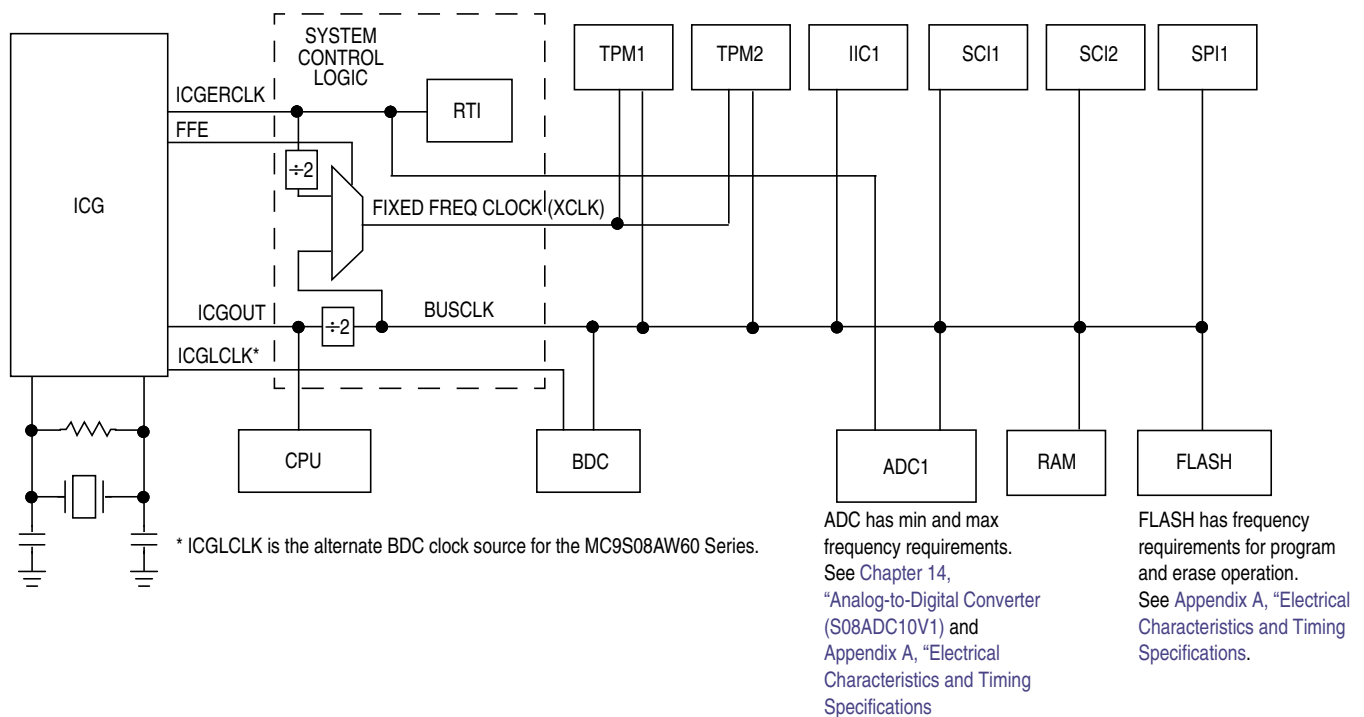 SYSTEM
CONTROL
LOGIC
TPM1
TPM2
IIC1
SCI1
SCI2
SPI1
ICGERCLK
RTI
FFE
÷2
ICG
FIXED FREQ CLOCK (XCLK)
ICGOUT
÷2
BUSCLK
ICGLCLK*
CPU
BDC
ADC1
RAM
FLASH
* ICGLCLK is the alternate BDC clock source for the MC9S08AW60 Series.
ADC has min and max
frequency requirements.
See Chapter 14,
“Analog-to-Digital Converter
(S08ADC10V1) and
Appendix A, “Electrical
Characteristics and Timing
Specifications
FLASH has frequency
requirements for program
and erase operation.
See Appendix A, “Electrical
Characteristics and Timing
Specifications.